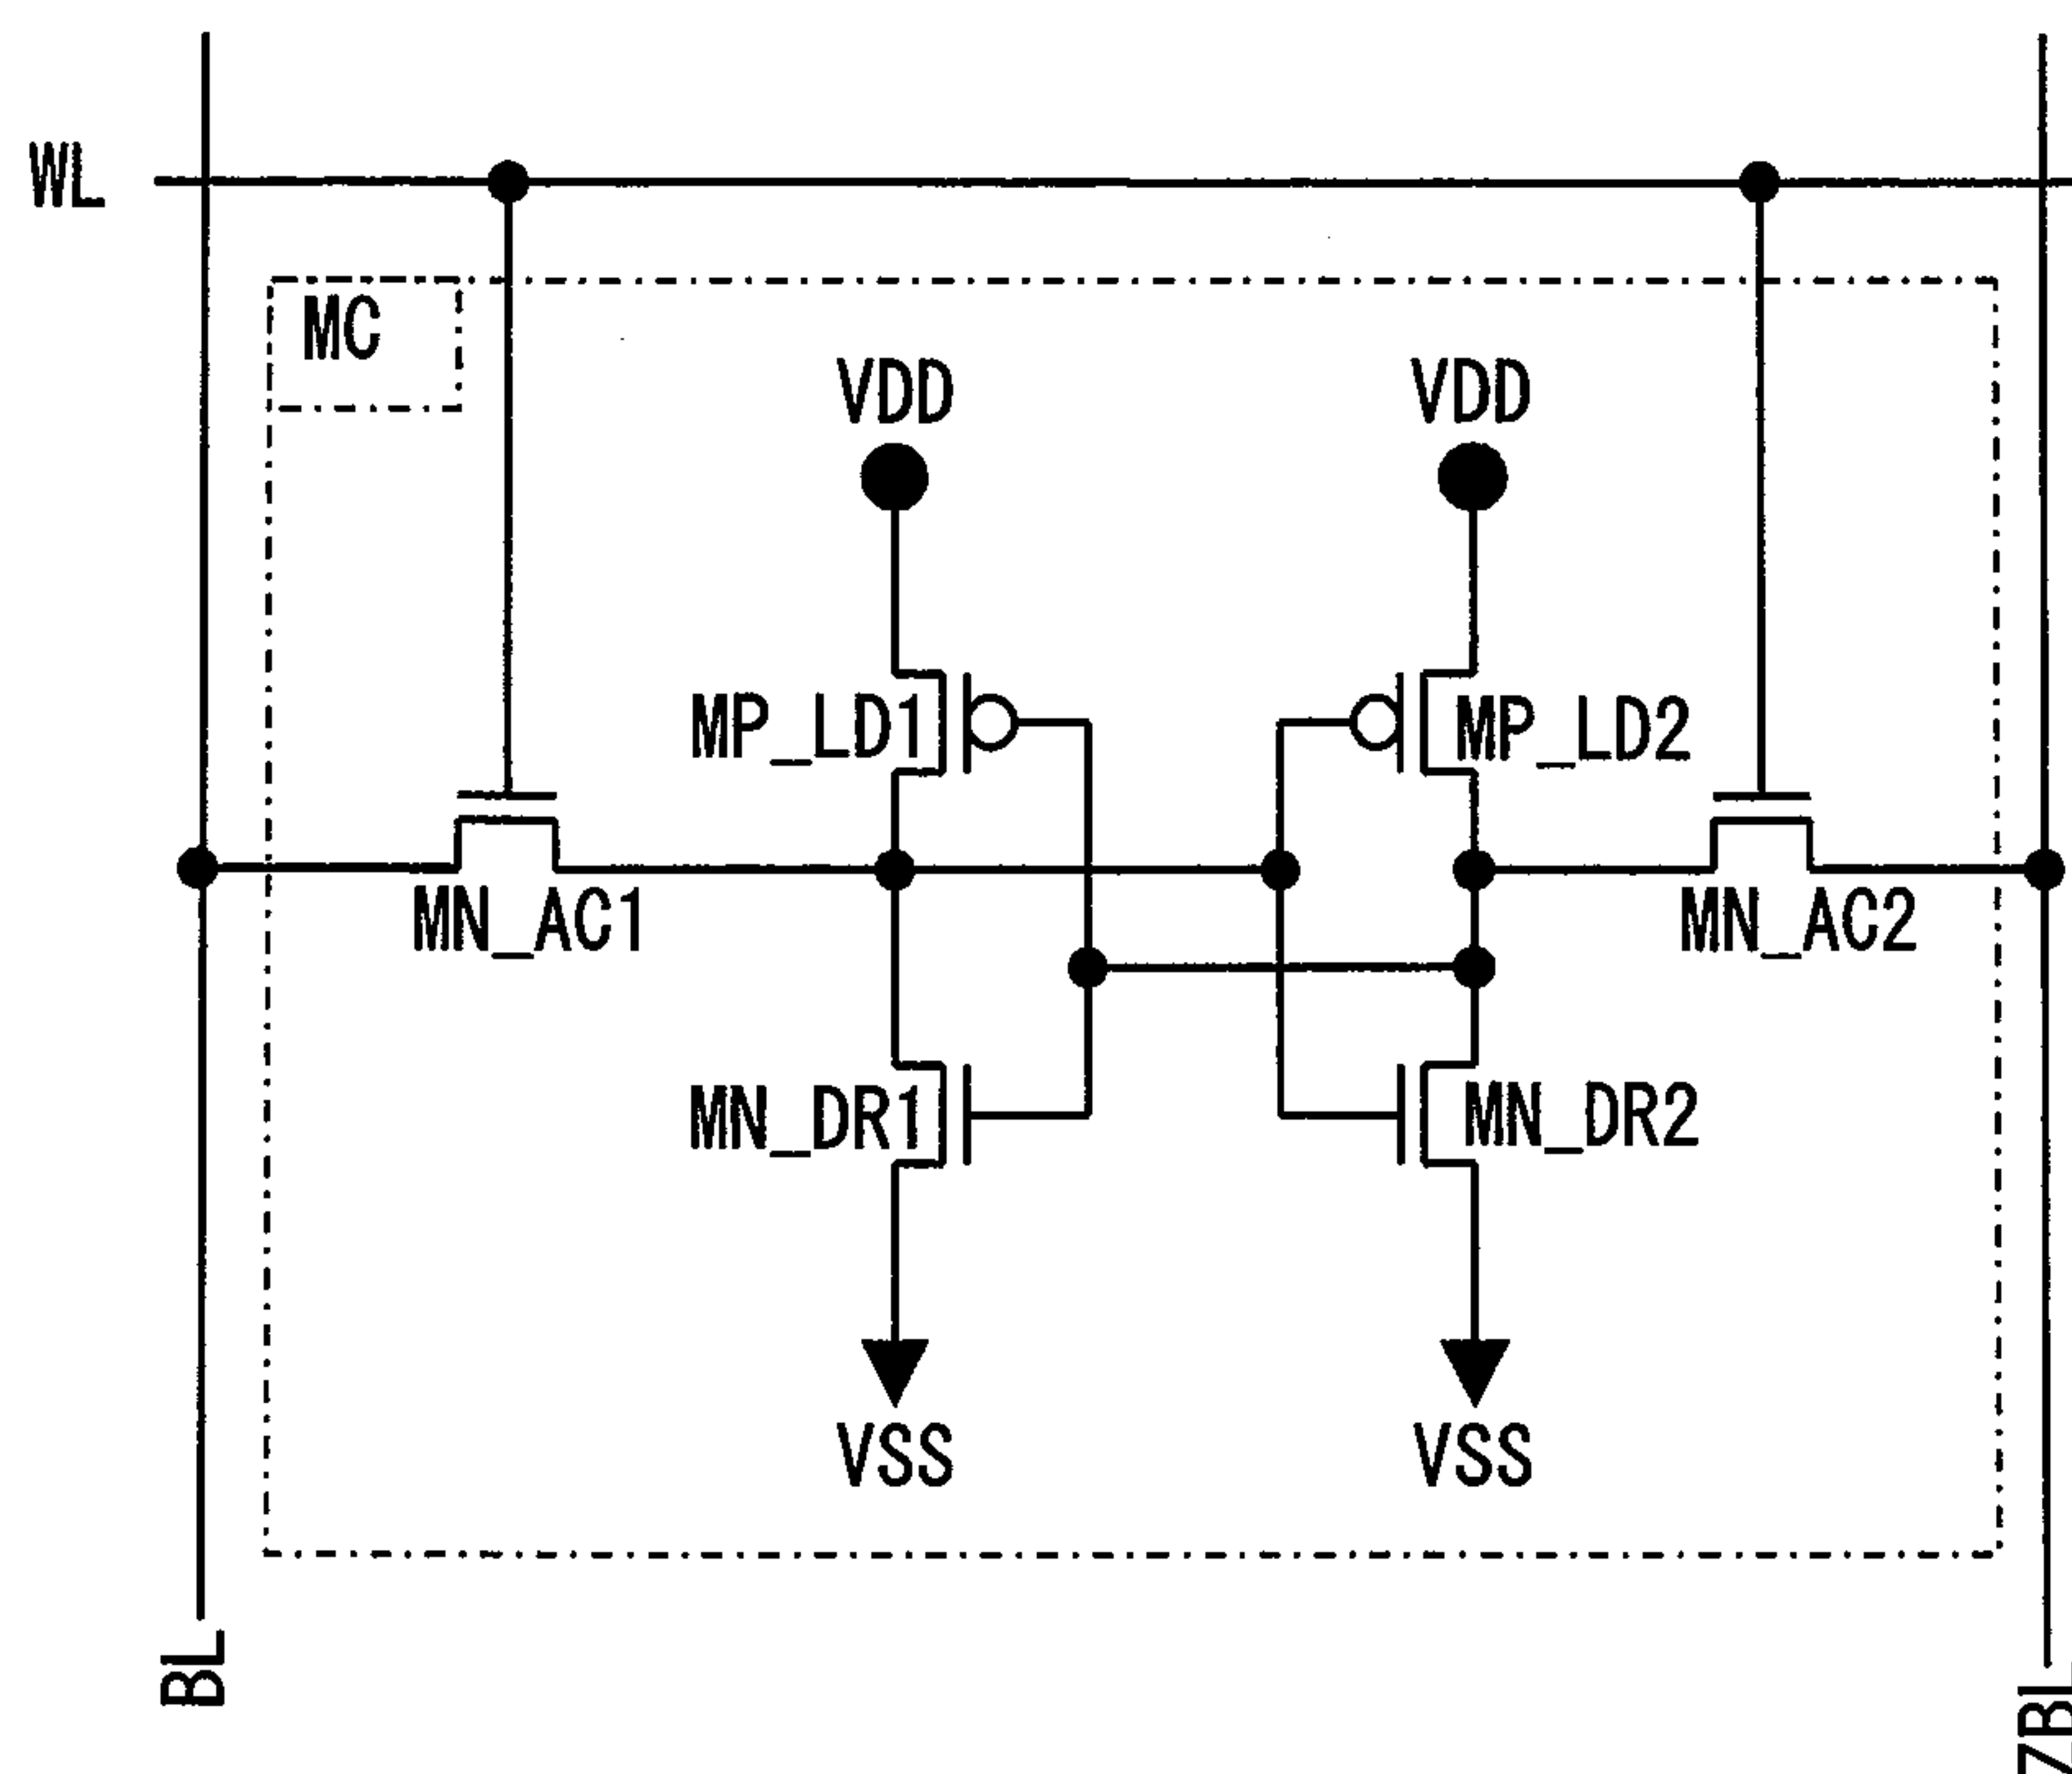 WL
MC
VDD
VDD
MP_LD1
MP_LD2
MN_AC1
MN_AC2
MN_DR1
MN_DR2
VSS
VSS
BL
ZBL